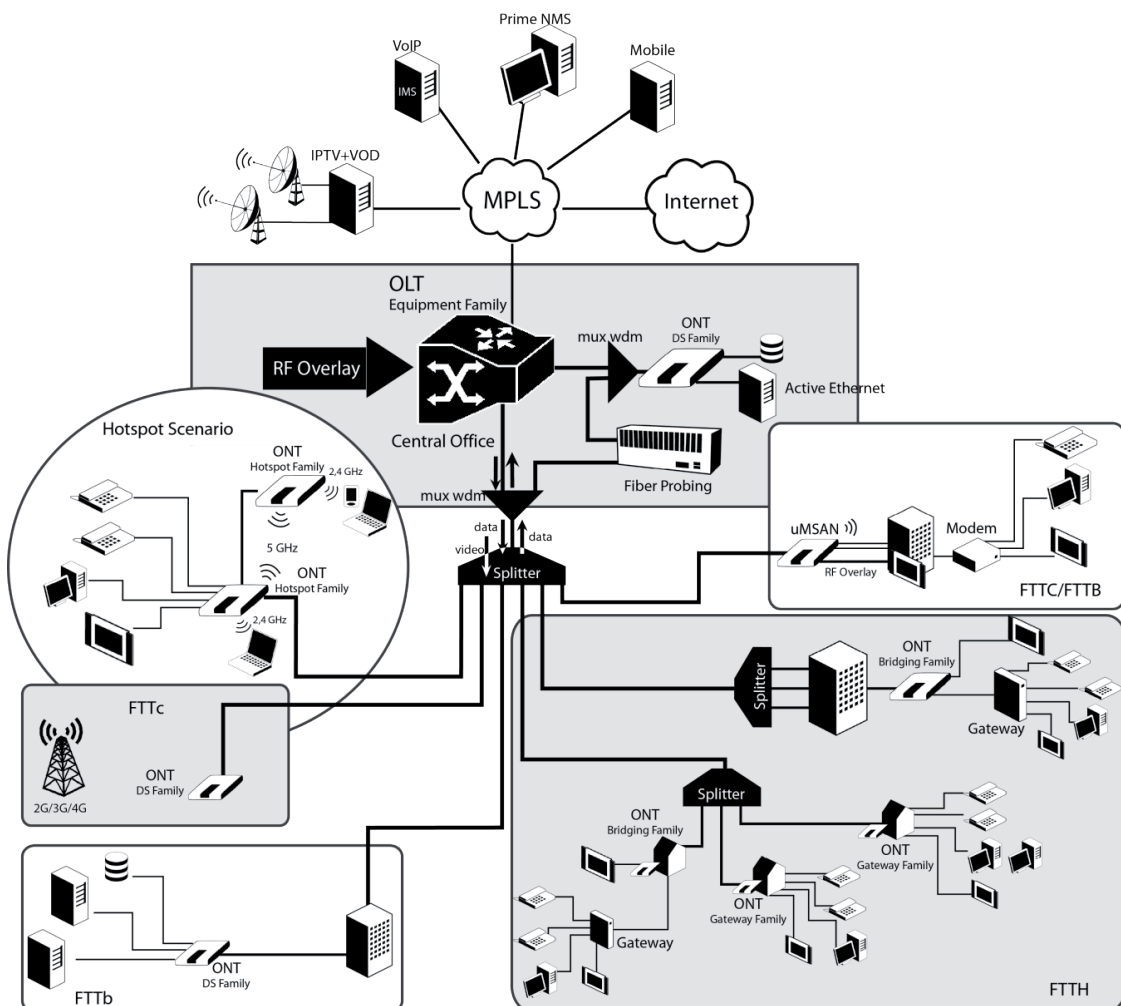 Prime NMS
VoIP
Mobile
IMS
IPTV+VOD
MPLS
Internet
OLT
Equipment Family
mux wdm
ONT
DS Family
RF Overlay
Active Ethernet
Central Office
Fiber Probing
mux wdm
data
data
video
Splitter
Hotspot Scenario
ONT
Hotspot Family
2,4 GHz
5 GHz
ONT
Hotspot Family
2,4 GHz
uMSAN
Modem
RF Overlay
FTTC/FTTB
FTTc
ONT
DS Family
2G/3G/4G
Splitter
ONT
Bridging Family
Gateway
Splitter
ONT
Bridging Family
ONT
Gateway Family
ONT
Gateway Family
Gateway
FTTH
ONT
DS Family
FTTb